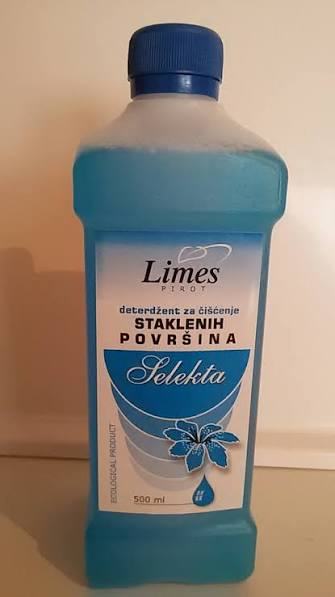 Limes
PIROT
deterdžent za čišćenje
STAKLENIH
POVRŠINA
Selekta
ECOLOGICAL PRODUCT
500 ml